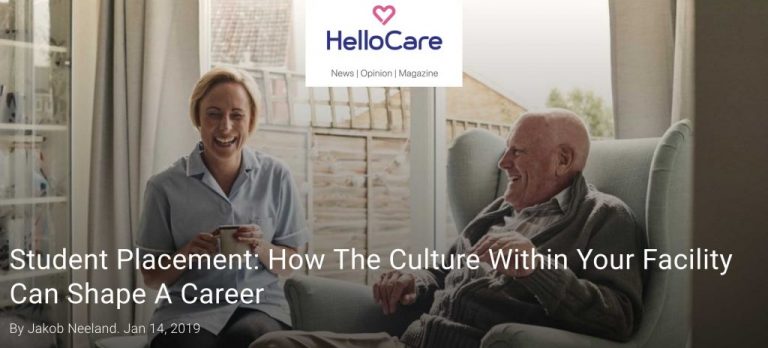 HelloCare
News | Opinion | Magazine
Student Placement: How The Culture Within Your Facility
Can Shape A Career
By Jakob Neeland. Jan 14, 2019